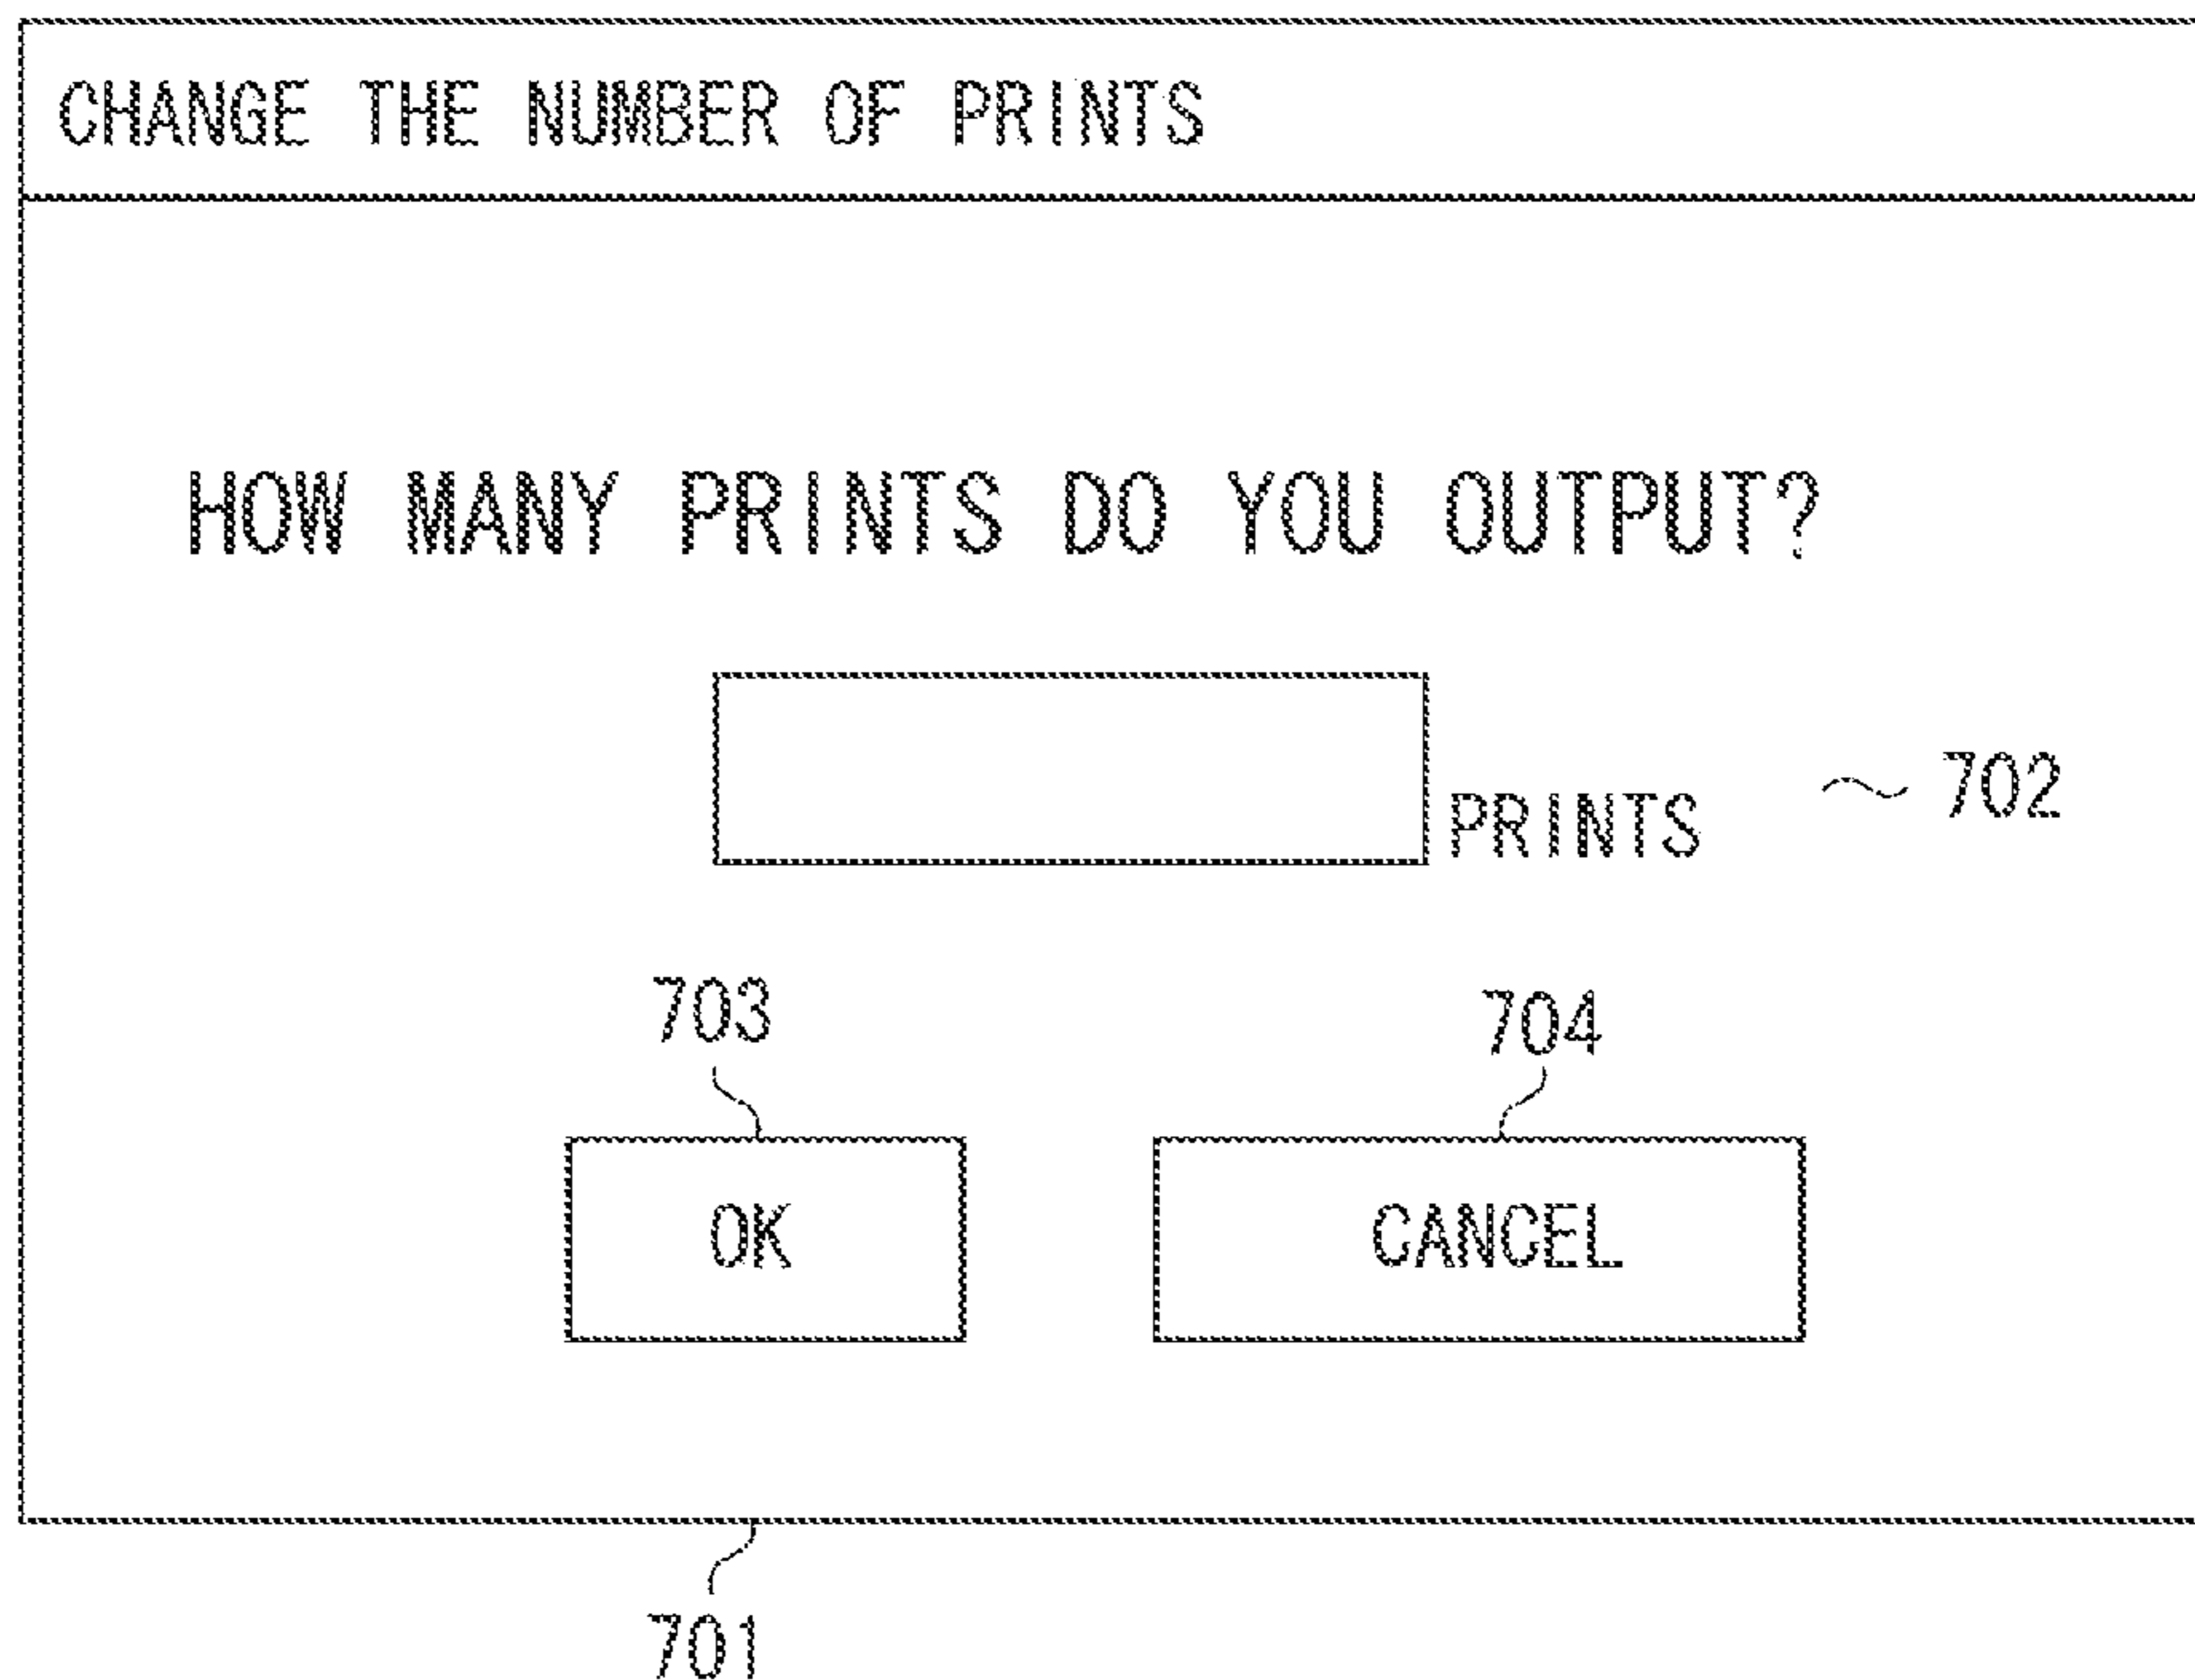 CHANGE THE NUMBER OF PRINTS
HOW MANY PRINTS DO YOU OUTPUT?
PRINTS 702
703 704
OK CANCEL
701